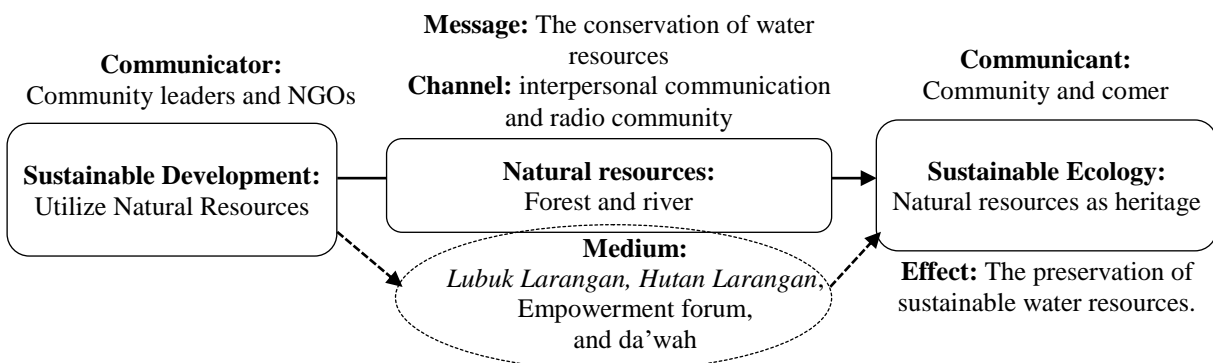 Communicator:
Community leaders and NGOs
Sustainable Development:
Utilize Natural Resources
Message: The conservation of water
resources
Channel: interpersonal communication
and radio community
Natural resources:
Forest and river
Medium:
Lubuk Larangan, Hutan Larangan,
Empowerment forum,
and da’wah
Communicant:
Community and comer
Sustainable Ecology:
Natural resources as heritage
Effect: The preservation of
sustainable water resources.